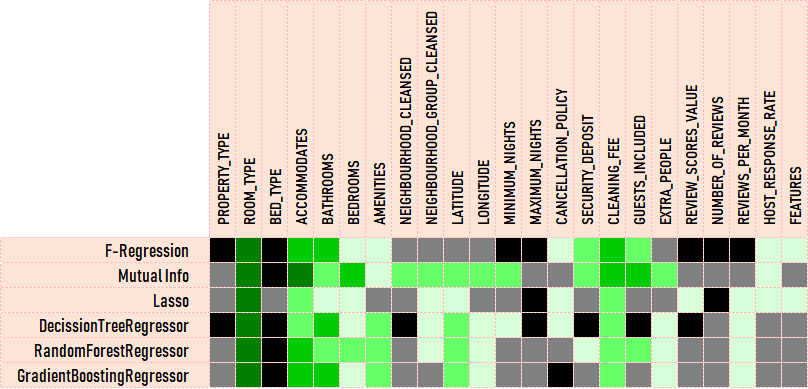 PROPERTY_TYPE
ROOM_TYPE
BED_TYPE
ACCOMMODATES
BATHROOMS
BEDROOMS
AMENITIES
NEIGHBOURHOOD_CLEANSED
NEIGHBOURHOOD_GROUP_CLEANSED
LATITUDE
LONGITUDE
MINIMUM_NIGHTS
MAXIMUM_NIGHTS
CANCELLATION_POLICY
SECURITY_DEPOSIT
CLEANING_FEE
GUESTS_INCLUDED
EXTRA_PEOPLE
REVIEW_SCORES_VALUE
NUMBER_OF_REVIEWS
REVIEWS_PER_MONTH
HOST_RESPONSE_RATE
FEATURES
F-Regression
Mutual Info
Lasso
DecissionTreeRegressor
RandomForestRegressor
GradientBoostingRegressor